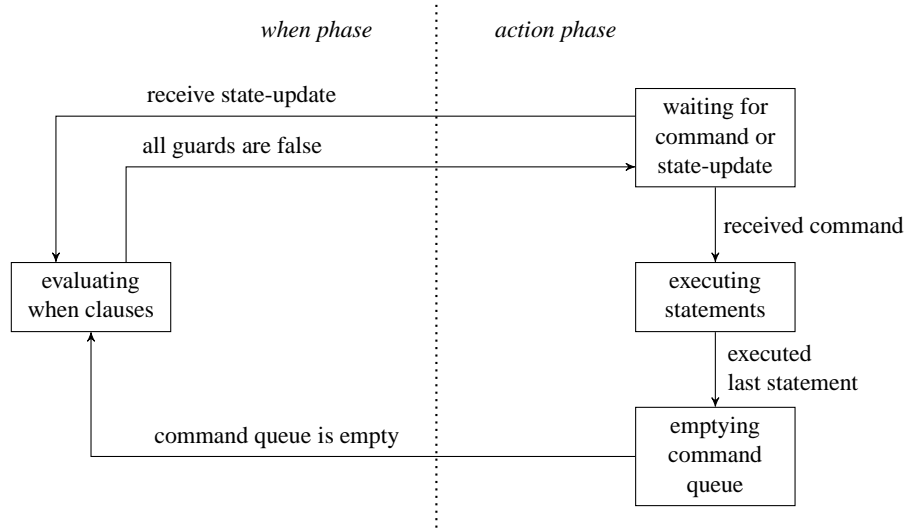 when phase
action phase
receive state-update
waiting for
command or
state-update
all guards are false
received command
evaluating
when clauses
executing
statements
executed
last statement
command queue is empty
emptying
command
queue